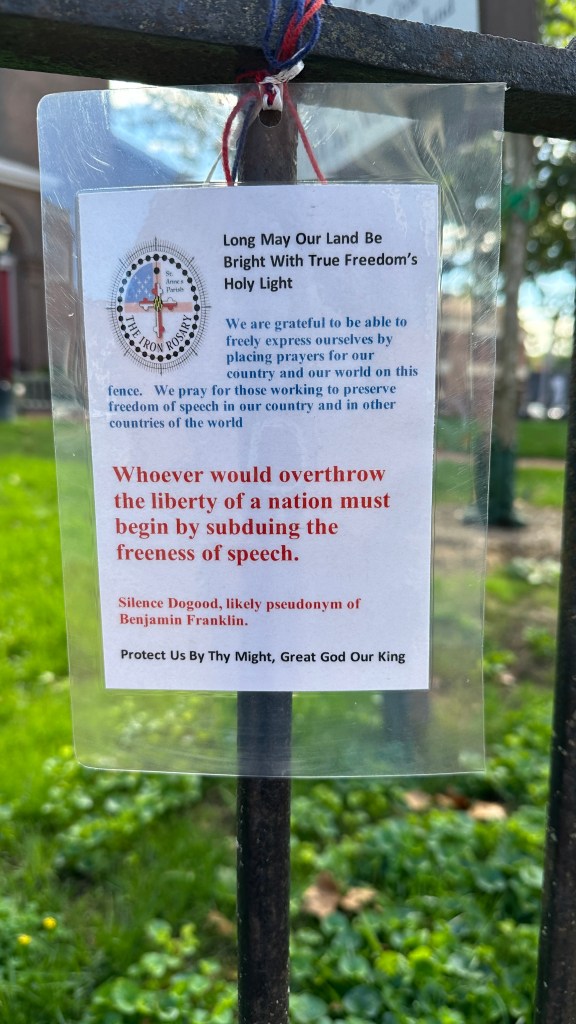 Long May Our Land Be
Bright With True Freedom's
Holy Light
St.
Anne's
Parish
THE IRON ROSARY
We are grateful to be able to
freely express ourselves by
placing prayers for our
country and our world on this
fence. We pray for those working to preserve
freedom of speech in our country and in other
countries of the world
Whoever would overthrow
the liberty of a nation must
begin by subduing the
freeness of speech.
Silence Dogood, likely pseudonym of
Benjamin Franklin.
Protect Us By Thy Might, Great God Our King